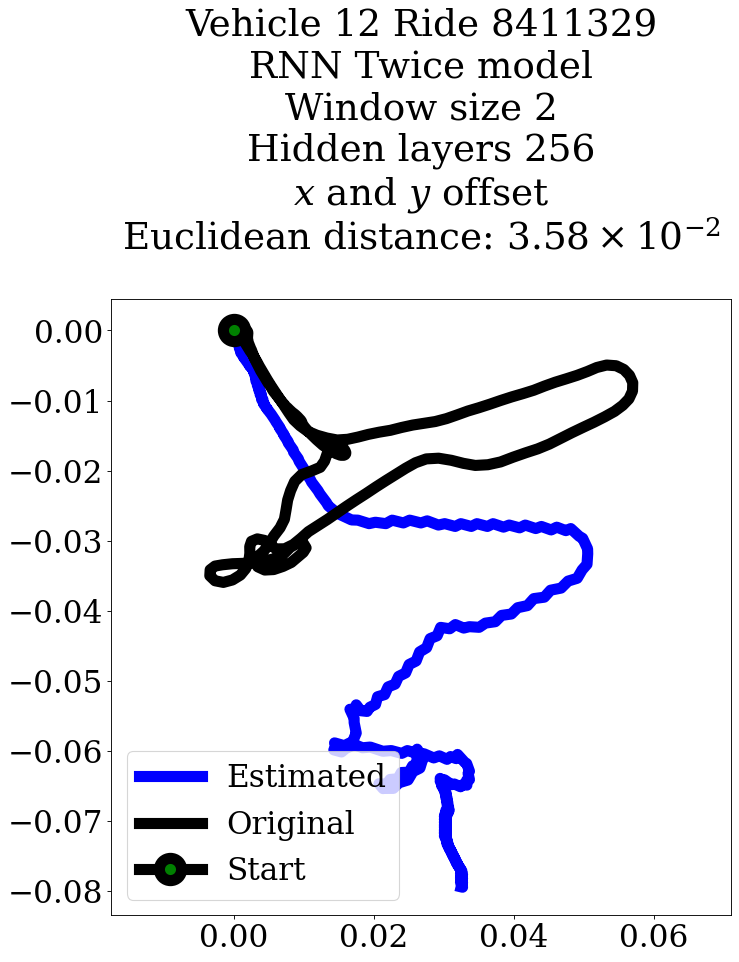 Vehicle 12 Ride 8411329
RNN Twice model
Window size 2
Hidden layers 256
x and y offset
Euclidean distance: 3.58 × 10⁻²
0.00
−0.01
−0.02
−0.03
−0.04
−0.05
−0.06
−0.07
−0.08
Estimated
Original
Start
0.00 0.02 0.04 0.06